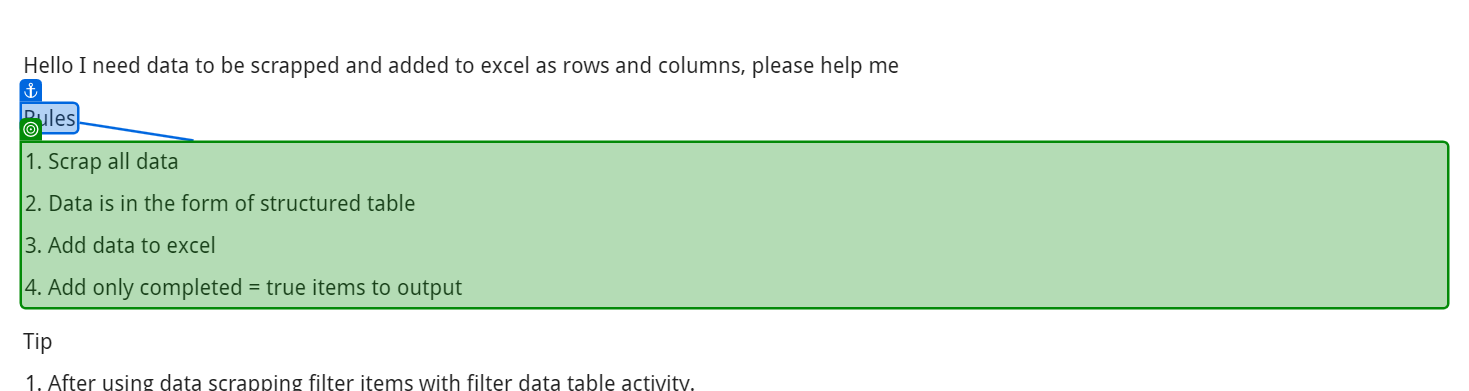 Hello I need data to be scrapped and added to excel as rows and columns, please help me
Rules
1. Scrap all data
2. Data is in the form of structured table
3. Add data to excel
4. Add only completed = true items to output
Tip
1. After using data scrapping filter items with filter data table activity.